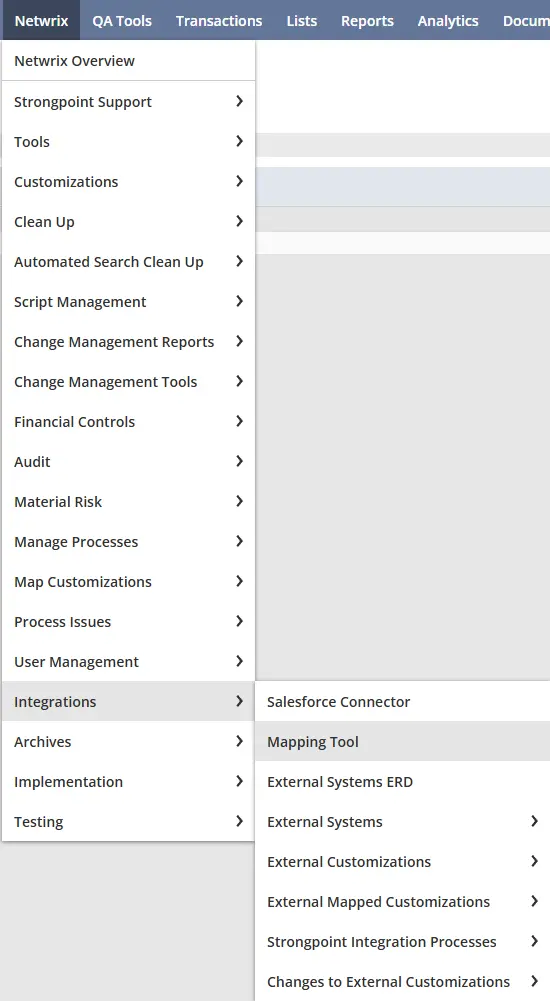 Netwrix QA Tools Transactions Lists Reports Analytics Docum
Netwrix Overview
Strongpoint Support
Tools
Customizations
Clean Up
Automated Search Clean Up
Script Management
Change Management Reports
Change Management Tools
Financial Controls
Audit
Material Risk
Manage Processes
Map Customizations
Process Issues
User Management
Integrations
Archives
Implementation
Testing
Salesforce Connector
Mapping Tool
External Systems ERD
External Systems
External Customizations
External Mapped Customizations
Strongpoint Integration Processes
Changes to External Customizations